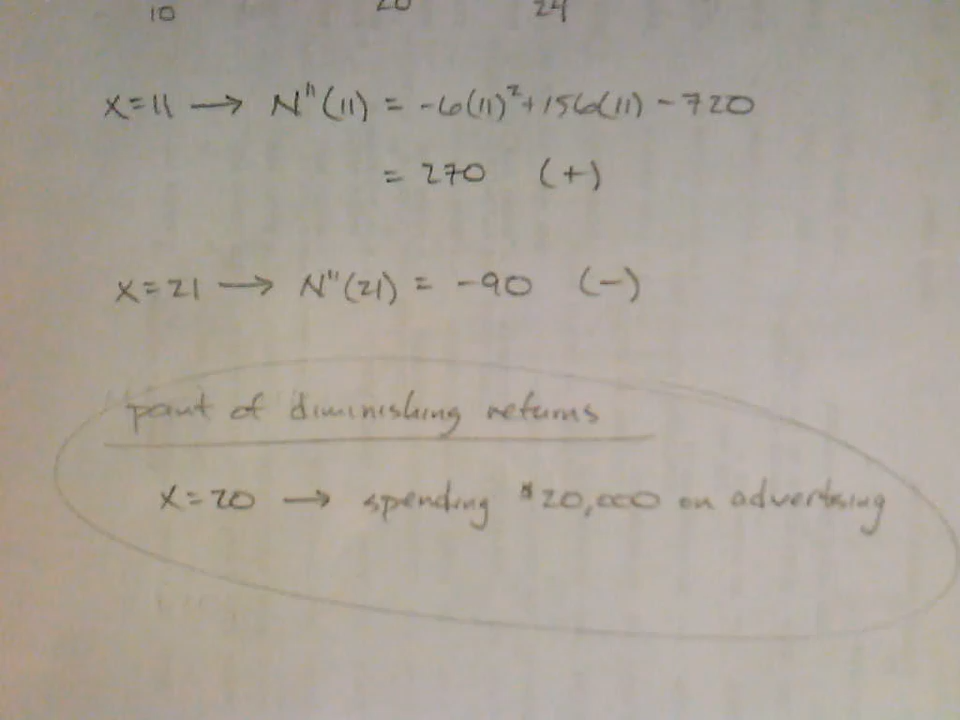 10 20 24
x=11 → N"(11) = -6(11)²+156(11) - 720
= 270 (+)
x=21 → N"(21) = -90 (-)
point of diminishing returns
x=20 → spending $20,000 on advertising